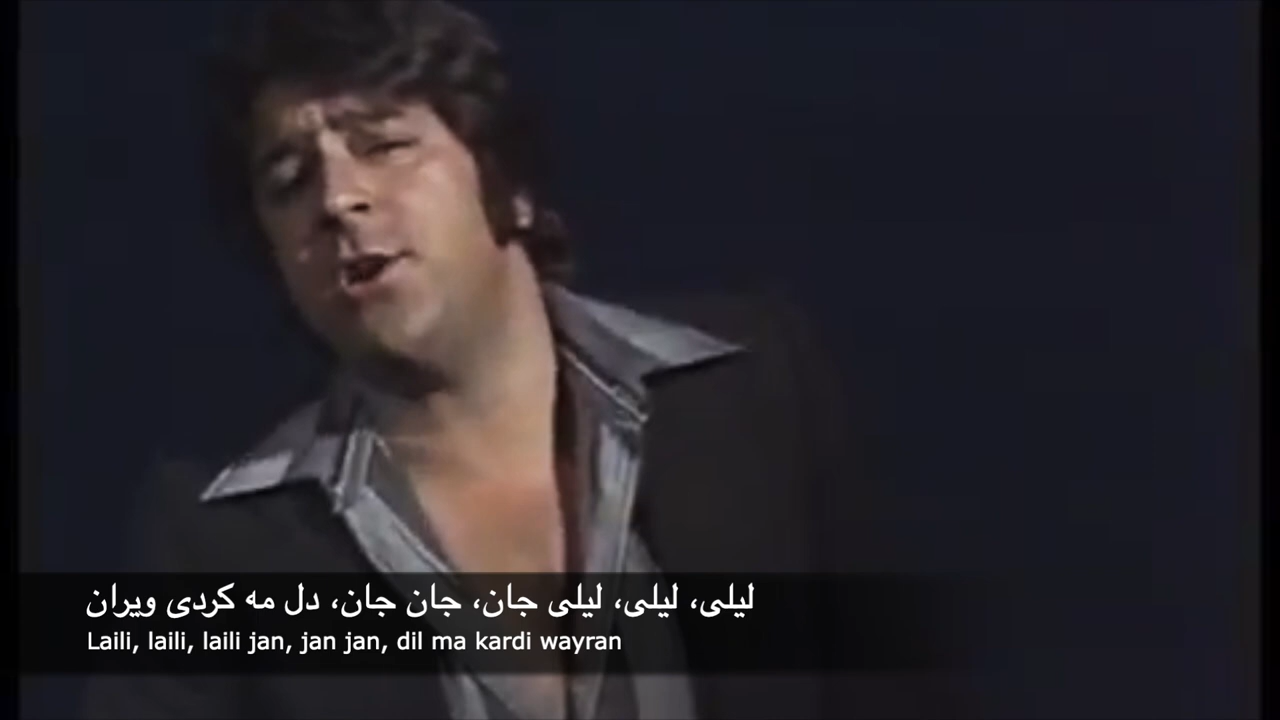 لیلی، لیلی، لیلی جان، جان جان، دل مه کردی ویران
Laili, laili, laili jan, jan jan, dil ma kardi wayran